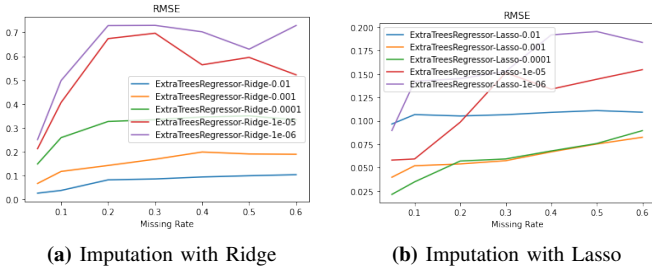 RMSE
0.7
0.6
0.5
0.4
0.3
0.2
0.1
0.0
ExtraTreesRegressor-Ridge-0.01
ExtraTreesRegressor-Ridge-0.001
ExtraTreesRegressor-Ridge-0.0001
ExtraTreesRegressor-Ridge-1e-05
ExtraTreesRegressor-Ridge-1e-06
0.1 0.2 0.3 0.4 0.5 0.6
Missing Rate
(a) Imputation with Ridge
RMSE
0.200
0.175
0.150
0.125
0.100
0.075
0.050
0.025
ExtraTreesRegressor-Lasso-0.01
ExtraTreesRegressor-Lasso-0.001
ExtraTreesRegressor-Lasso-0.0001
ExtraTreesRegressor-Lasso-1e-05
ExtraTreesRegressor-Lasso-1e-06
0.1 0.2 0.3 0.4 0.5 0.6
Missing Rate
(b) Imputation with Lasso